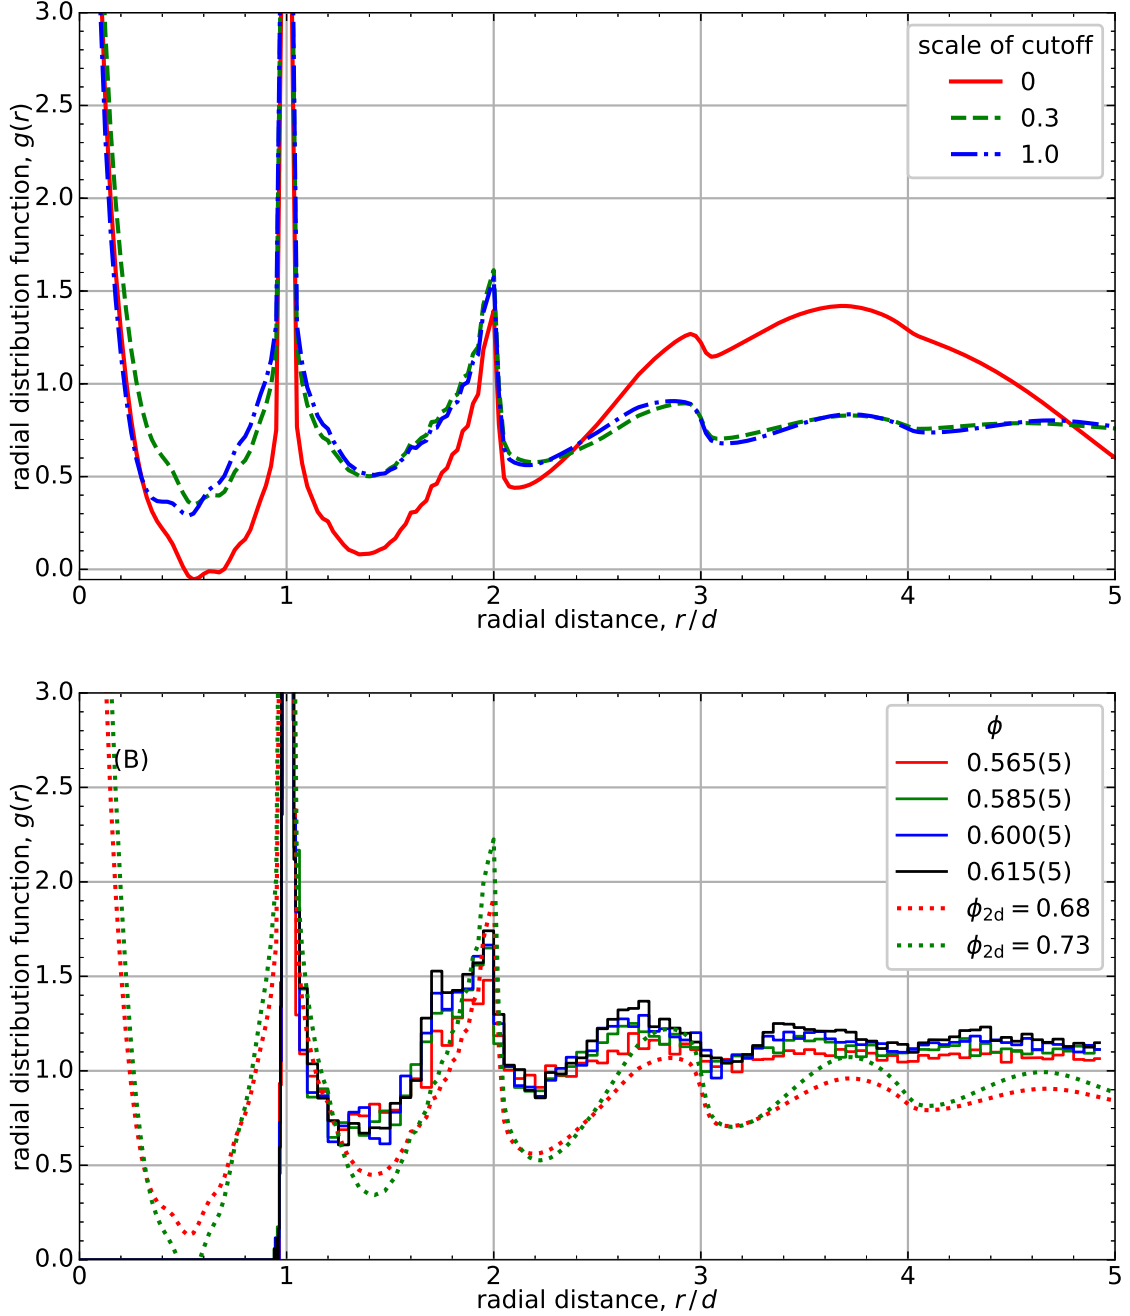 3.0
2.5
2.0
1.5
1.0
0.5
0.0
radial distribution function, g(r)
scale of cutoff
0
0.3
1.0
0 1 2 3 4 5
radial distance, r / d
3.0
2.5
2.0
1.5
1.0
0.5
0.0
radial distribution function, g(r)
(B)
ϕ
0.565(5)
0.585(5)
0.600(5)
0.615(5)
ϕ2d = 0.68
ϕ2d = 0.73
0 1 2 3 4 5
radial distance, r / d